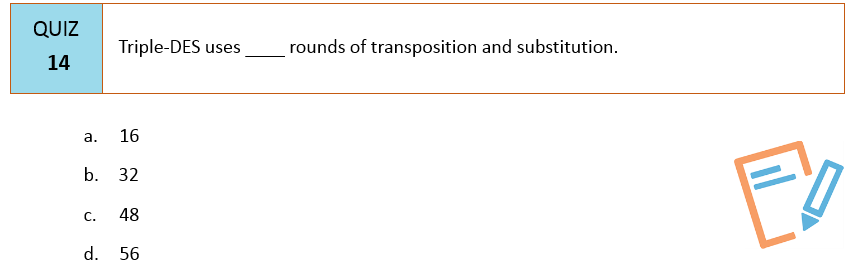 QUIZ
14
Triple-DES uses ____ rounds of transposition and substitution.
a. 16
b. 32
c. 48
d. 56